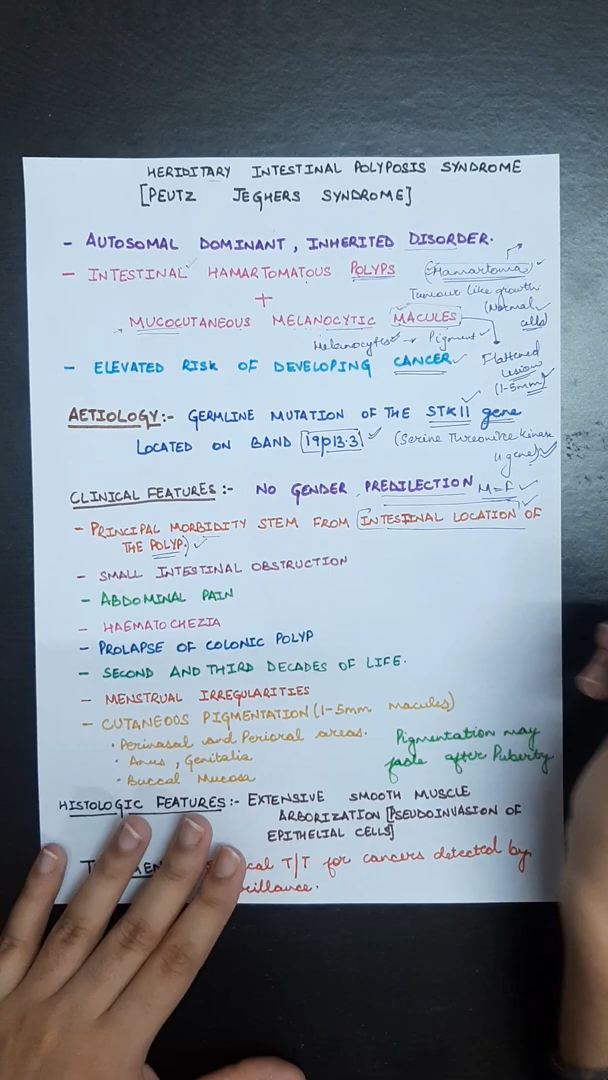 HERIDITARY INTESTINAL POLYPOSIS SYNDROME
[PEUTZ JEGHERS SYNDROME]
- AUTOSOMAL DOMINANT, INHERITED DISORDER.
- INTESTINAL HAMARTOMATOUS POLYPS (Hamartoma)
Tumour like growth
(Normal cells)
+
MUCOCUTANEOUS MELANOCYTIC MACULES
Melanocytes → Pigment
Flattened lesion
(1-5mm)
- ELEVATED RISK OF DEVELOPING CANCER
AETIOLOGY:- GERMLINE MUTATION OF THE STK11 gene
LOCATED ON BAND 19p13.3 (Serine Threonine kinase
11 gene)
CLINICAL FEATURES:- NO GENDER PREDILECTION M=F
- PRINCIPAL MORBIDITY STEM FROM INTESTINAL LOCATION OF
THE POLYP.
- SMALL INTESTINAL OBSTRUCTION
- ABDOMINAL PAIN
- HAEMATOCHEZIA
- PROLAPSE OF COLONIC POLYP
- SECOND AND THIRD DECADES OF LIFE.
- MENSTRUAL IRREGULARITIES
- CUTANEOUS PIGMENTATION (1-5mm macules)
• Perinasal and Perioral areas.
• Anus, Genitalia
• Buccal Mucosa
Pigmentation may
fade after Puberty
HISTOLOGIC FEATURES:- EXTENSIVE SMOOTH MUSCLE
ARBORIZATION [PSEUDOINVASION OF
EPITHELIAL CELLS]
T/T for cancers detected by